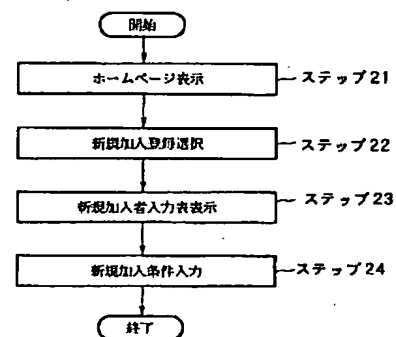 開始
ホームページ表示
ステップ21
新規加入登録選択
ステップ22
新規加入者入力表表示
ステップ23
新規加入条件入力
ステップ24
終了